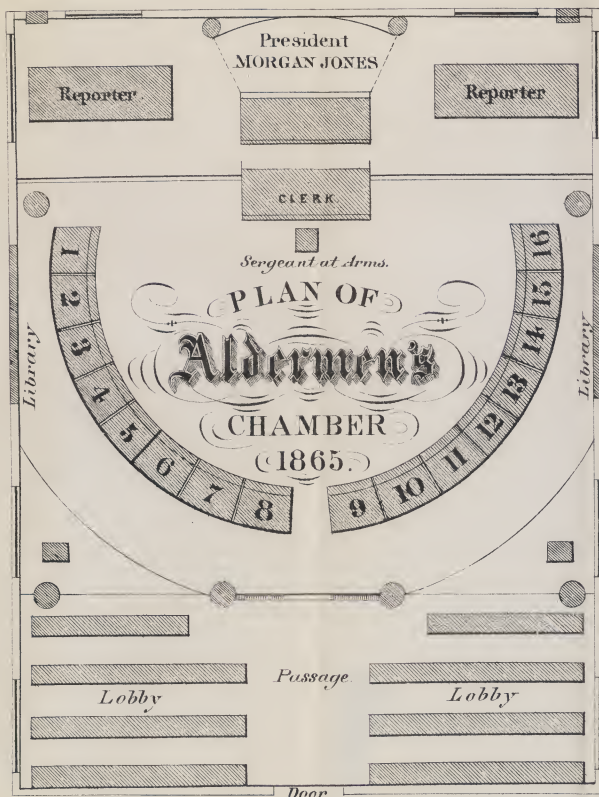 President
MORGAN JONES
Reporter
Reporter
CLERK.
Sergeant at Arms.
PLAN OF
Aldermen's
CHAMBER
1865.
1
2
3
4
5
6
7
8
9
10
11
12
13
14
15
16
Library
Library
Passage
Lobby
Lobby
Door